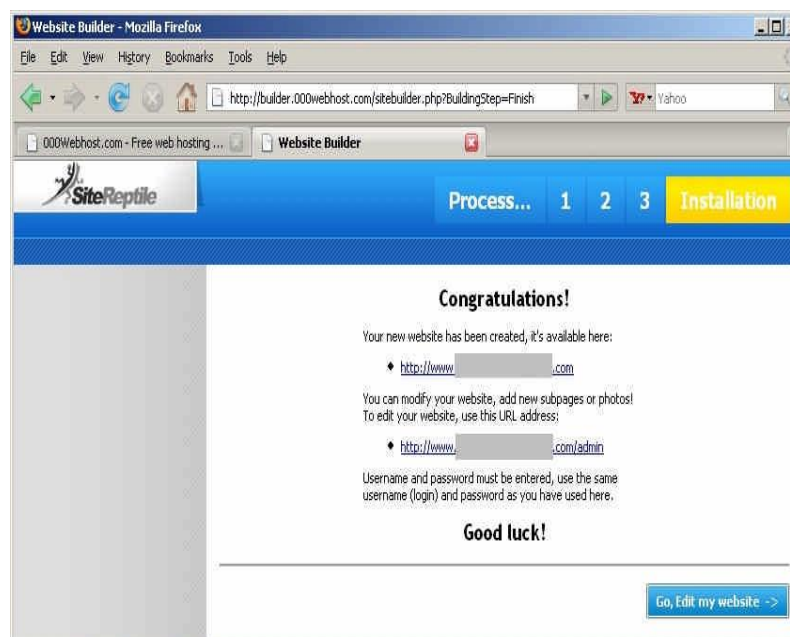 Website Builder - Mozilla Firefox
File Edit View History Bookmarks Tools Help
http://builder.000webhost.com/sitebuilder.php?BuildingStep=Finish Yahoo
000Webhost.com - Free web hosting ... Website Builder
SiteReptile
Process... 1 2 3 Installation
Congratulations!
Your new website has been created, it's available here:
http://www. .com
You can modify your website, add new subpages or photos!
To edit your website, use this URL address:
http://www. .com/admin
Username and password must be entered, use the same
username (login) and password as you have used here.
Good luck!
Go, Edit my website ->